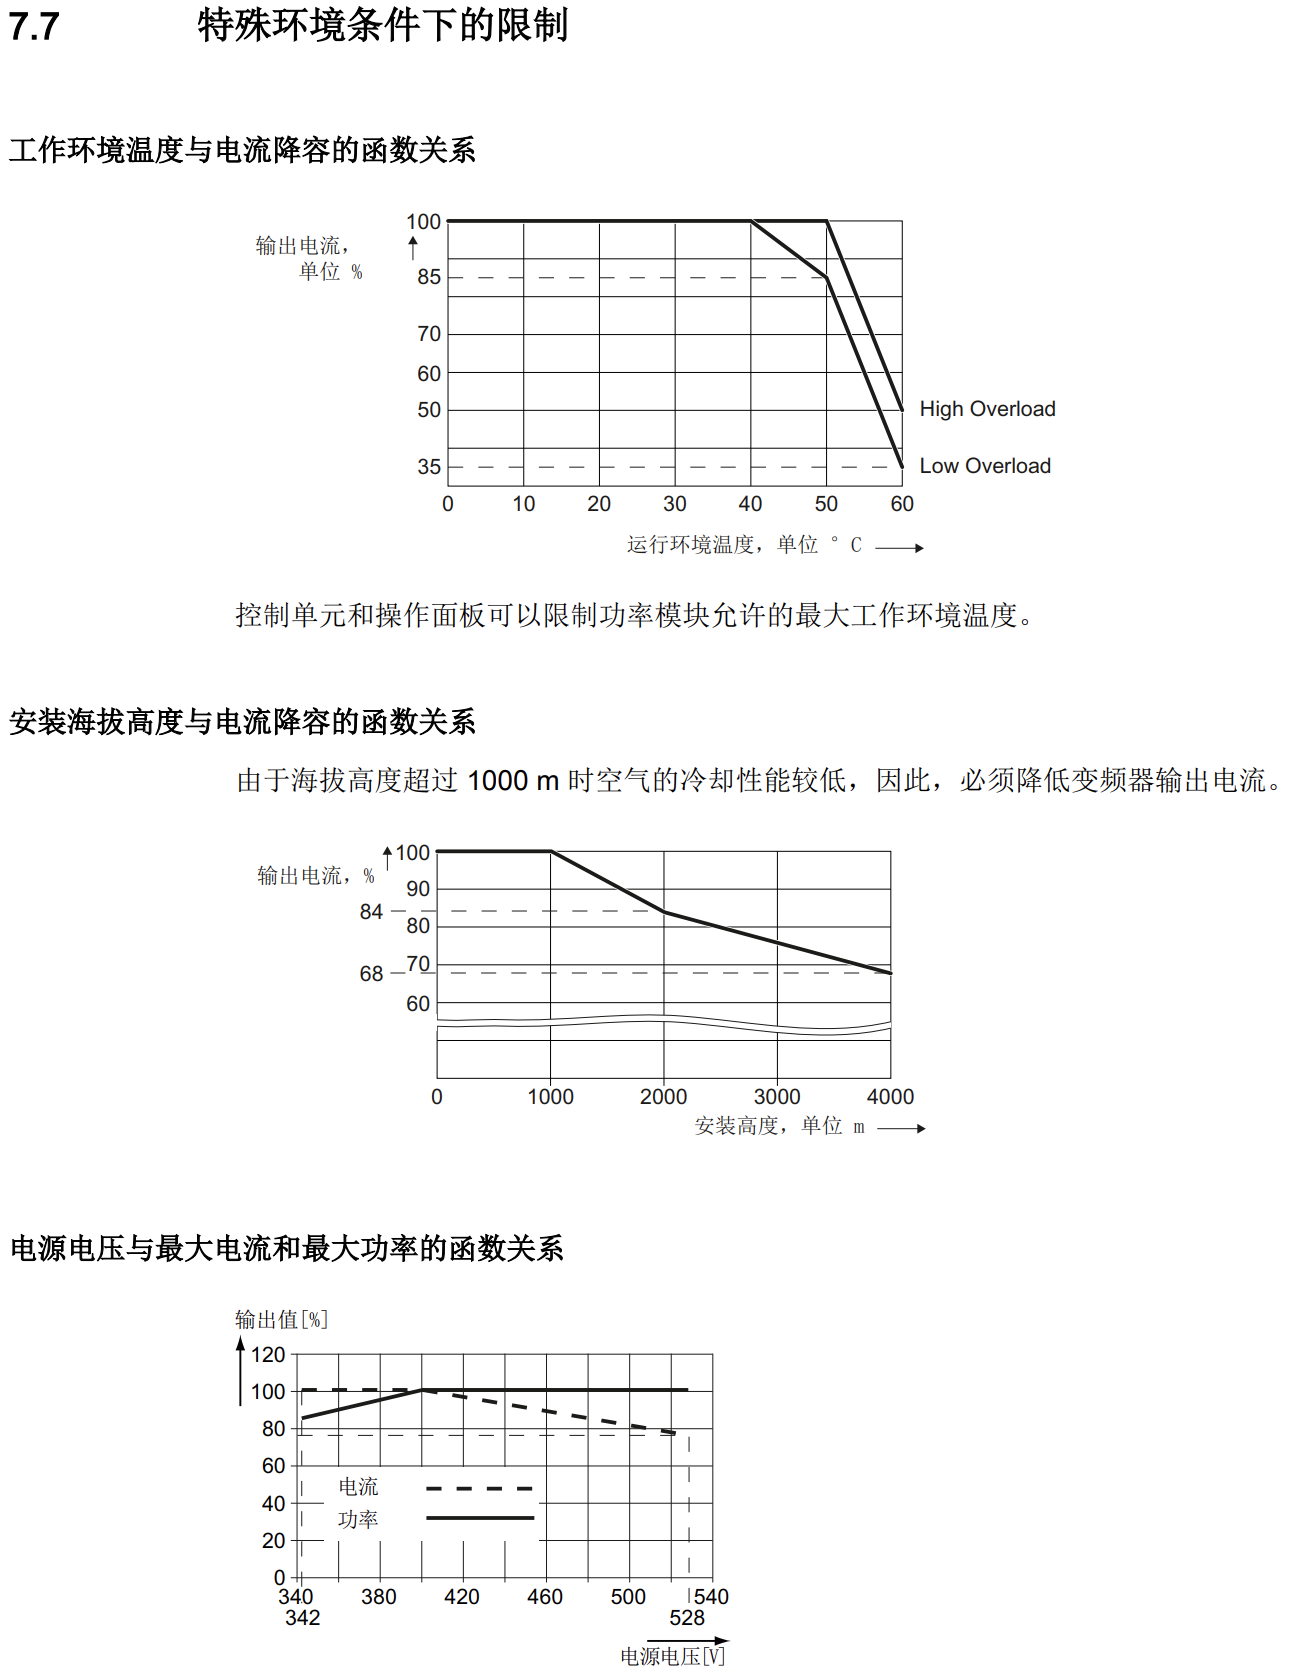 7.7 特殊环境条件下的限制
工作环境温度与电流降容的函数关系
输出电流，
单位 %
100
85
70
60
50
35
High Overload
Low Overload
0 10 20 30 40 50 60
运行环境温度，单位 °C
控制单元和操作面板可以限制功率模块允许的最大工作环境温度。
安装海拔高度与电流降容的函数关系
由于海拔高度超过 1000 m 时空气的冷却性能较低，因此，必须降低变频器输出电流。
输出电流，%
100
90
84
80
70
68
60
0 1000 2000 3000 4000
安装高度，单位 m
电源电压与最大电流和最大功率的函数关系
输出值[%]
120
100
80
60
40
20
0
电流
功率
340 380 420 460 500 540
342 528
电源电压[V]